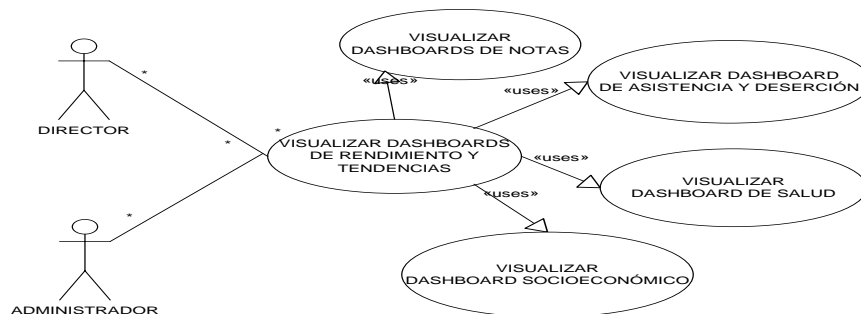 VISUALIZAR
DASHBOARDS DE NOTAS
*
«uses»
VISUALIZAR DASHBOARD
DE ASISTENCIA Y DESERCIÓN
«uses»
DIRECTOR
*
*
VISUALIZAR DASHBOARDS
DE RENDIMIENTO Y
TENDENCIAS
«uses»
VISUALIZAR
DASHBOARD DE SALUD
«uses»
*
VISUALIZAR
DASHBOARD SOCIOECONÓMICO
ADMINISTRADOR